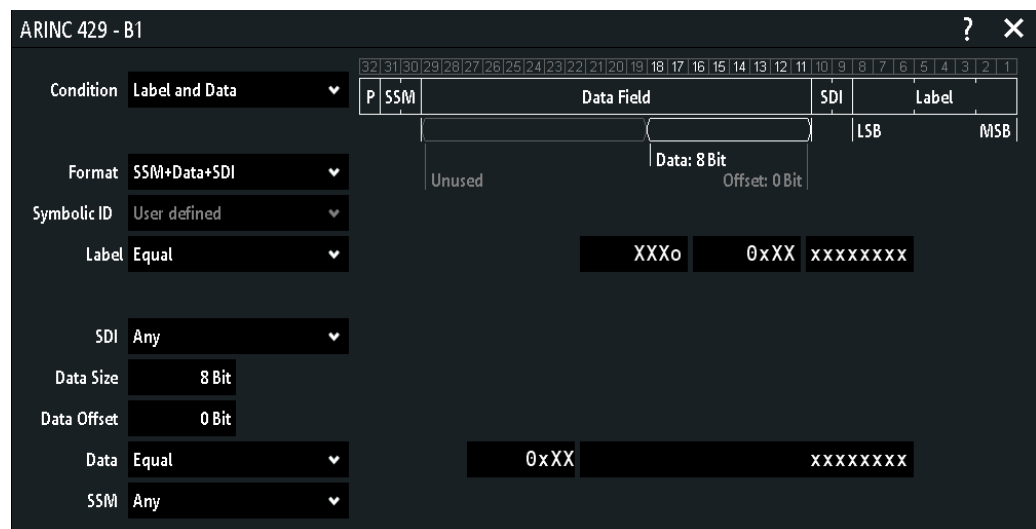 ARINC 429 - B1 ? ✕
32 31 30 29 28 27 26 25 24 23 22 21 20 19 18 17 16 15 14 13 12 11 10 9 8 7 6 5 4 3 2 1
Condition Label and Data P SSM Data Field SDI Label
LSB MSB
Data: 8 Bit
Format SSM+Data+SDI Unused Offset: 0 Bit
Symbolic ID User defined
Label Equal XXXo 0xXX xxxxxxxx
SDI Any
Data Size 8 Bit
Data Offset 0 Bit
Data Equal 0xXX xxxxxxxx
SSM Any